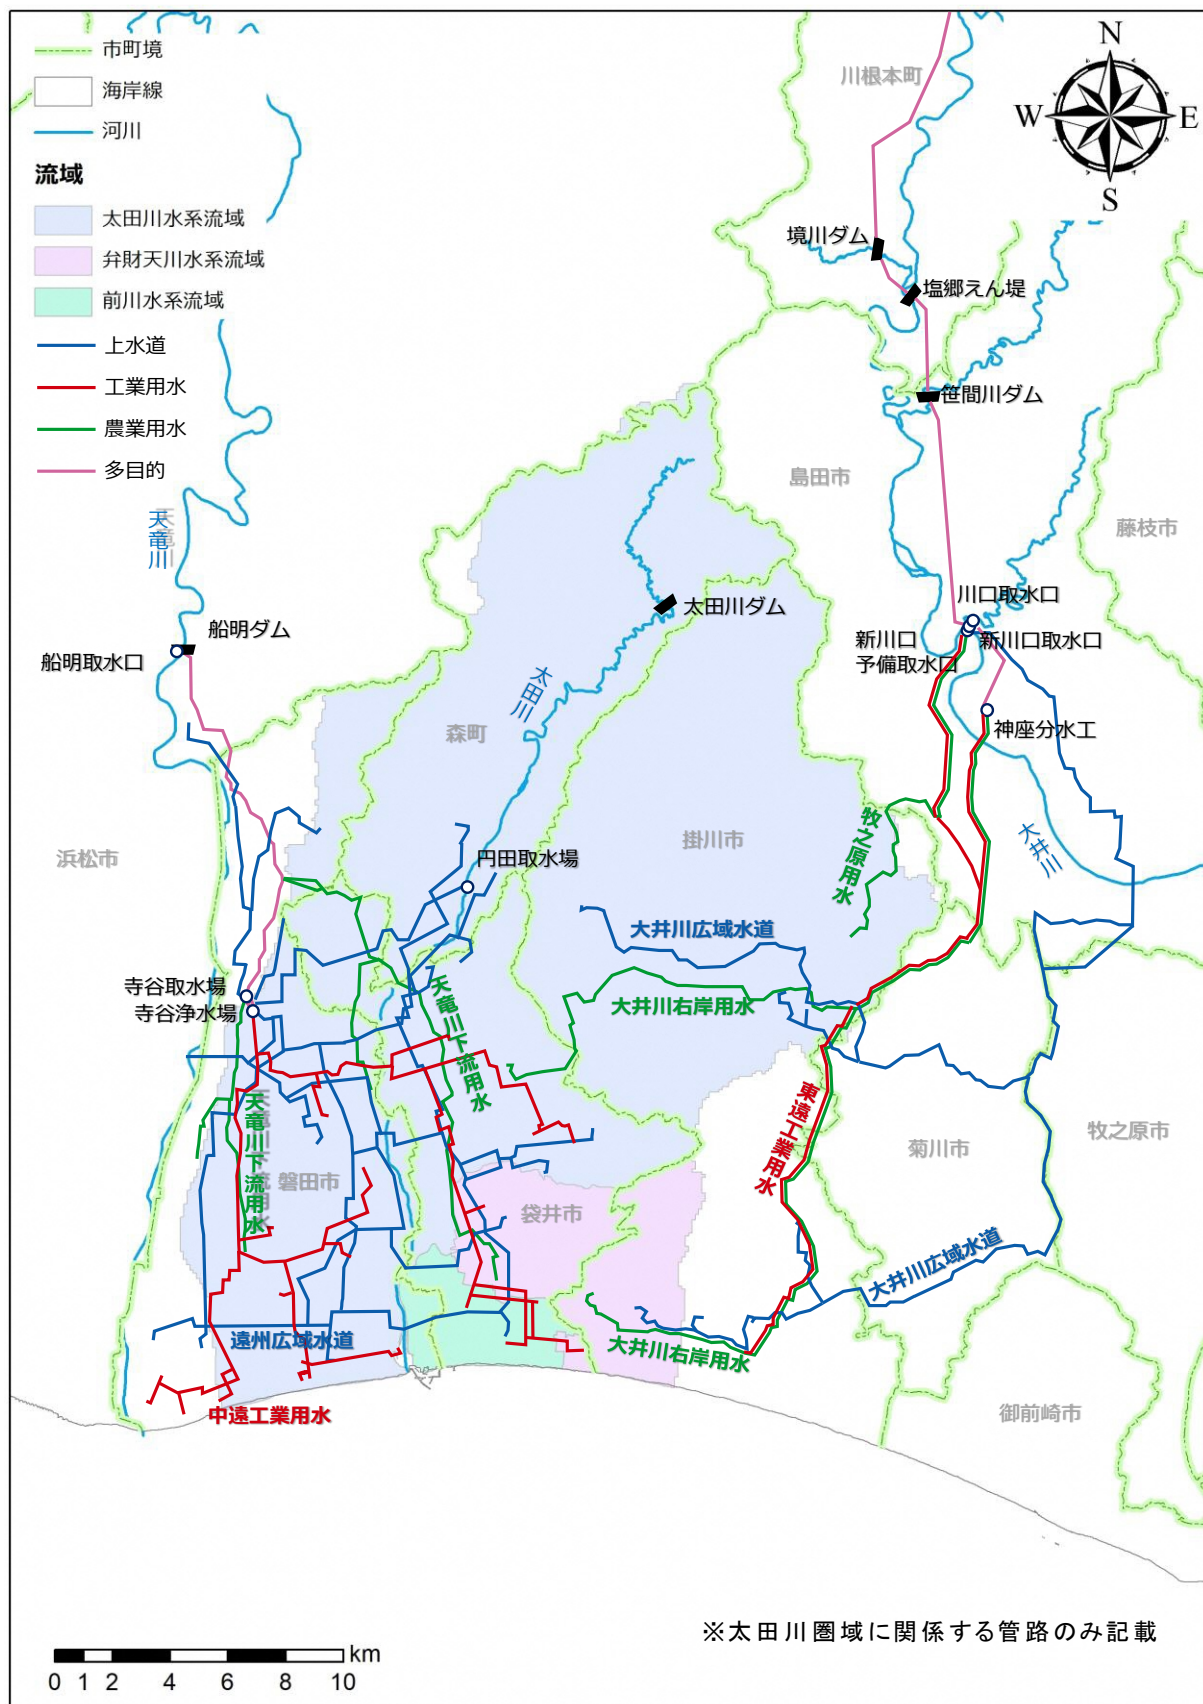 市町境
海岸線
河川
流域
太田川水系流域
弁財天川水系流域
前川水系流域
上水道
工業用水
農業用水
多目的
N
W
E
S
川根本町
境川ダム
塩郷えん堤
笹間川ダム
島田市
藤枝市
天竜川
天竜川
太田川ダム
川口取水口
新川口
予備取水口
新川口取水口
船明ダム
船明取水口
太田川
森町
神座分水工
牧之原用水
大井川
浜松市
円田取水場
掛川市
大井川広域水道
寺谷取水場
寺谷浄水場
天竜川下流用水
大井川右岸用水
天竜川下流用水
天竜川下流用水
東遠工業用水
菊川市
牧之原市
磐田市
袋井市
大井川広域水道
遠州広域水道
大井川右岸用水
中遠工業用水
御前崎市
※太田川圏域に関係する管路のみ記載
km
0 1 2 4 6 8 10